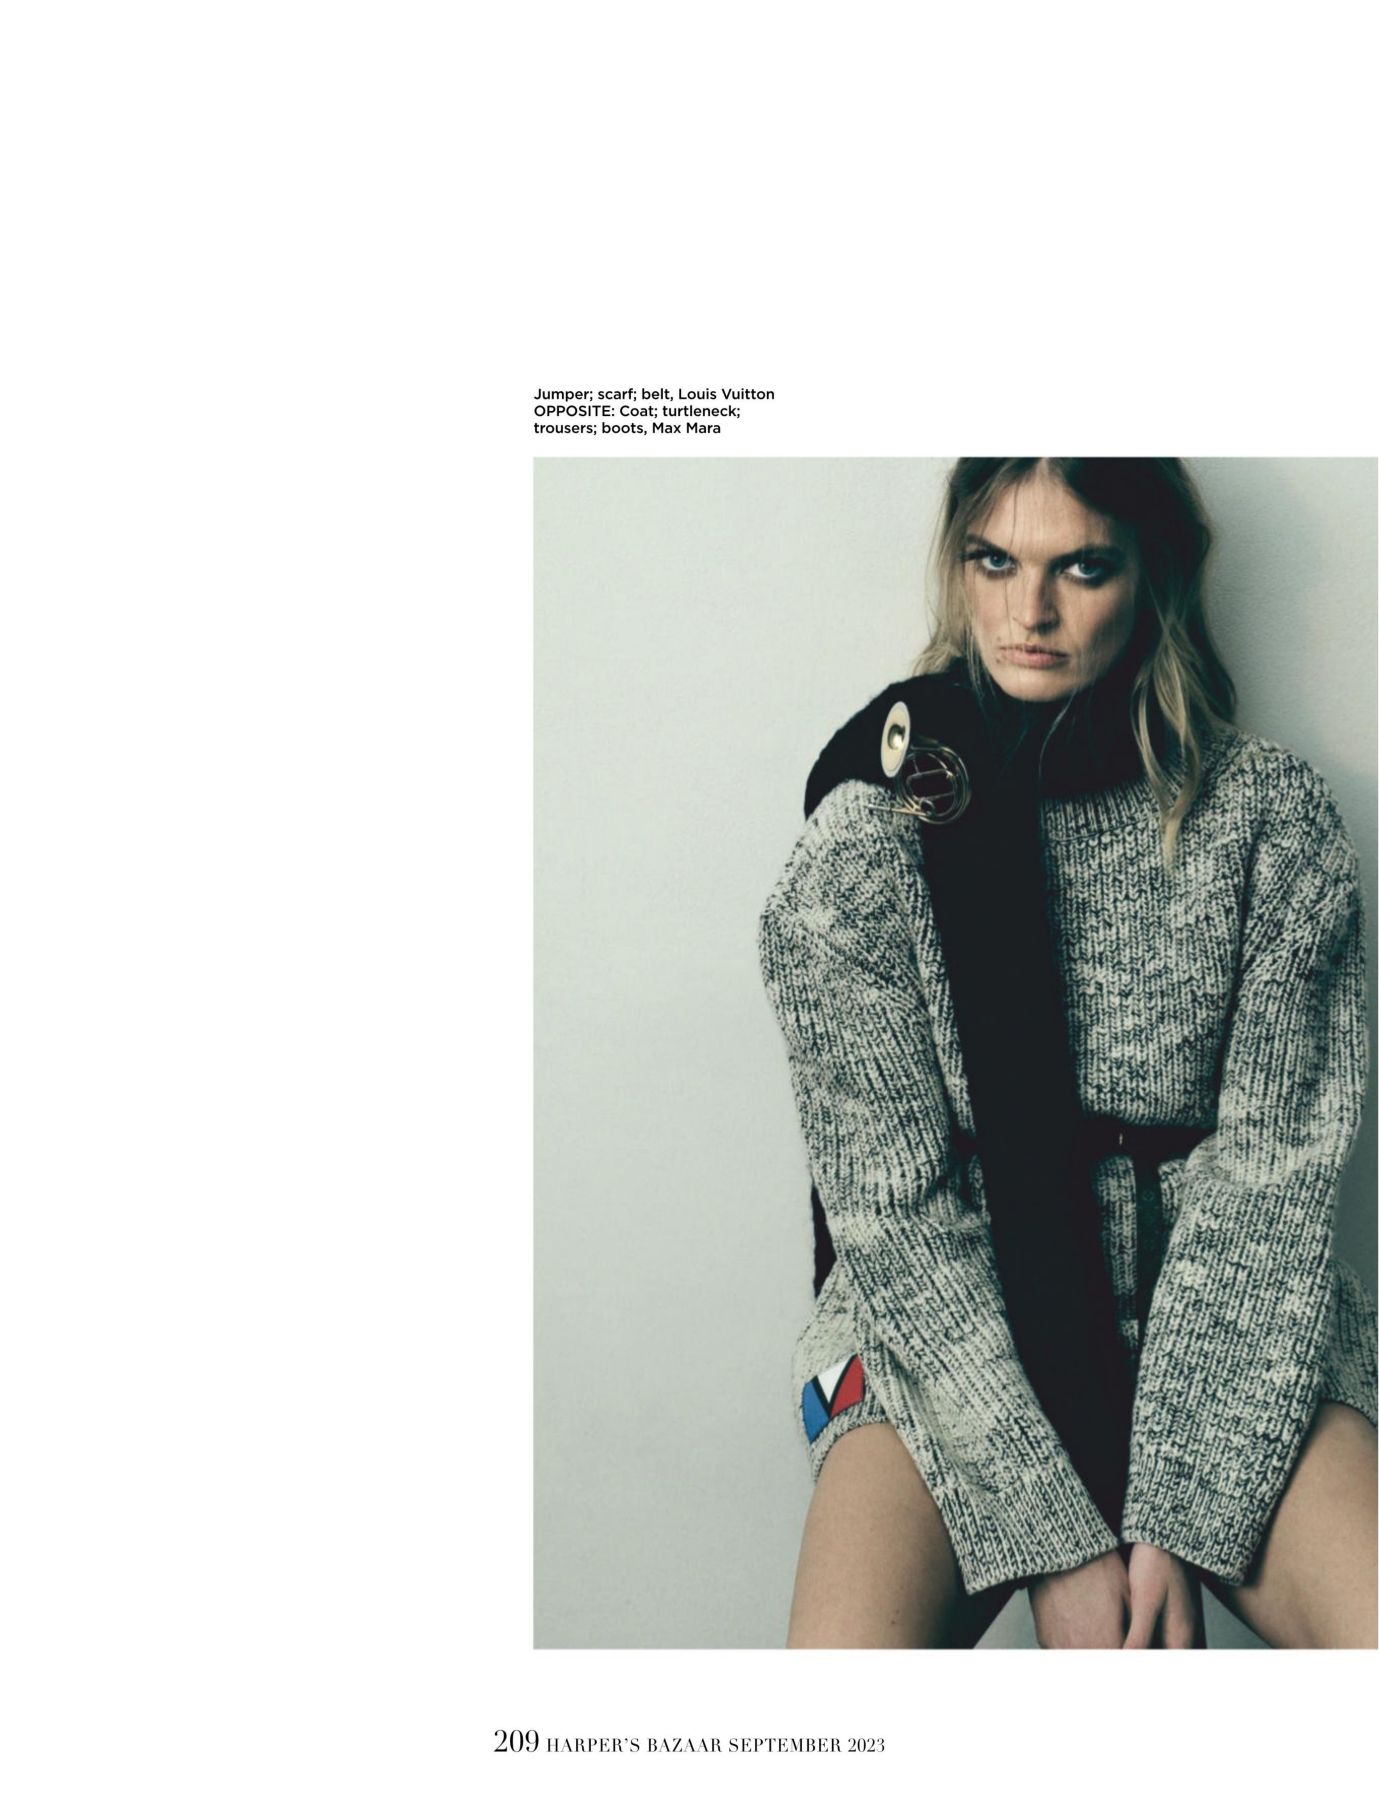 Jumper; scarf; belt, Louis Vuitton
OPPOSITE: Coat; turtleneck;
trousers; boots, Max Mara
209 HARPER'S BAZAAR SEPTEMBER 2023